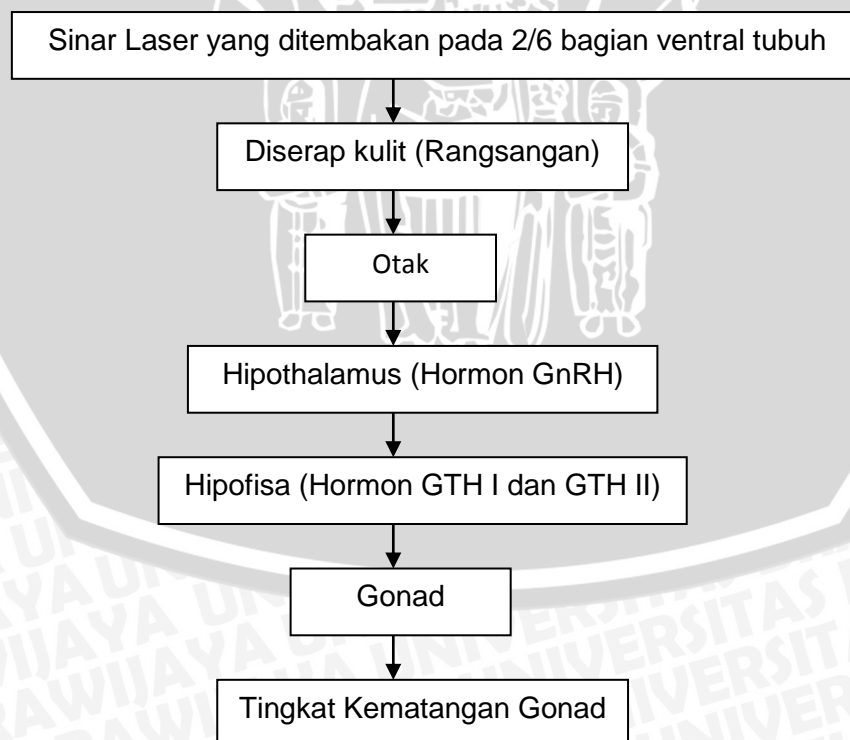 Sinar Laser yang ditembakan pada 2/6 bagian ventral tubuh
Diserap kulit (Rangsangan)
Otak
Hipothalamus (Hormon GnRH)
Hipofisa (Hormon GTH I dan GTH II)
Gonad
Tingkat Kematangan Gonad